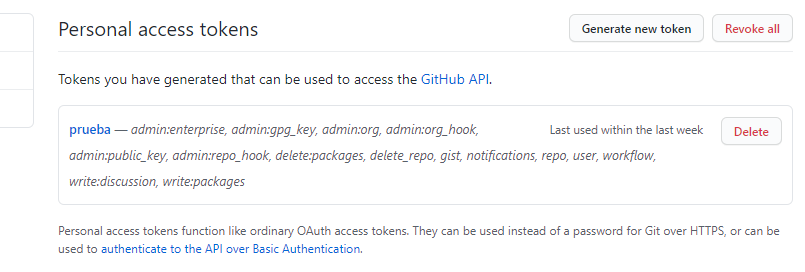 Personal access tokens
Generate new token
Revoke all
Tokens you have generated that can be used to access the GitHub API.
prueba — admin:enterprise, admin:gpg_key, admin:org, admin:org_hook,
Last used within the last week
Delete
admin:public_key, admin:repo_hook, delete:packages, delete_repo, gist, notifications, repo, user, workflow,
write:discussion, write:packages
Personal access tokens function like ordinary OAuth access tokens. They can be used instead of a password for Git over HTTPS, or can be
used to authenticate to the API over Basic Authentication.